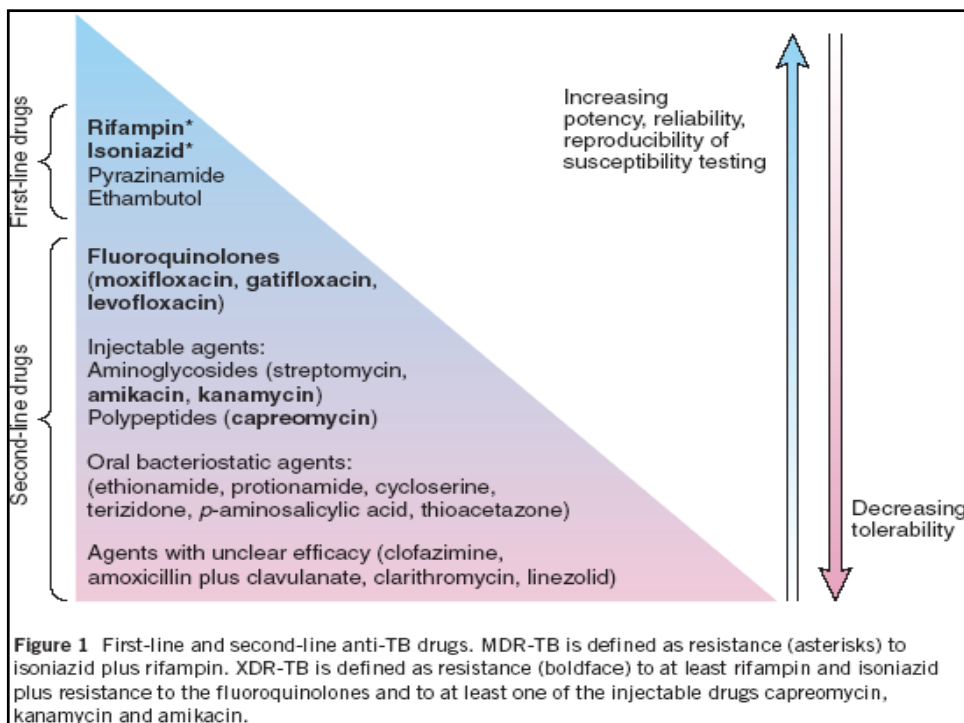 First-line drugs
Rifampin*
Isoniazid*
Pyrazinamide
Ethambutol
Second-line drugs
Fluoroquinolones
(moxifloxacin, gatifloxacin,
levofloxacin)
Injectable agents:
Aminoglycosides (streptomycin,
amikacin, kanamycin)
Polypeptides (capreomycin)
Oral bacteriostatic agents:
(ethionamide, protionamide, cycloserine,
terizidone, p-aminosalicylic acid, thioacetazone)
Agents with unclear efficacy (clofazimine,
amoxicillin plus clavulanate, clarithromycin, linezolid)
Increasing
potency, reliability,
reproducibility of
susceptibility testing
Decreasing
tolerability
Figure 1 First-line and second-line anti-TB drugs. MDR-TB is defined as resistance (asterisks) to
isoniazid plus rifampin. XDR-TB is defined as resistance (boldface) to at least rifampin and isoniazid
plus resistance to the fluoroquinolones and to at least one of the injectable drugs capreomycin,
kanamycin and amikacin.